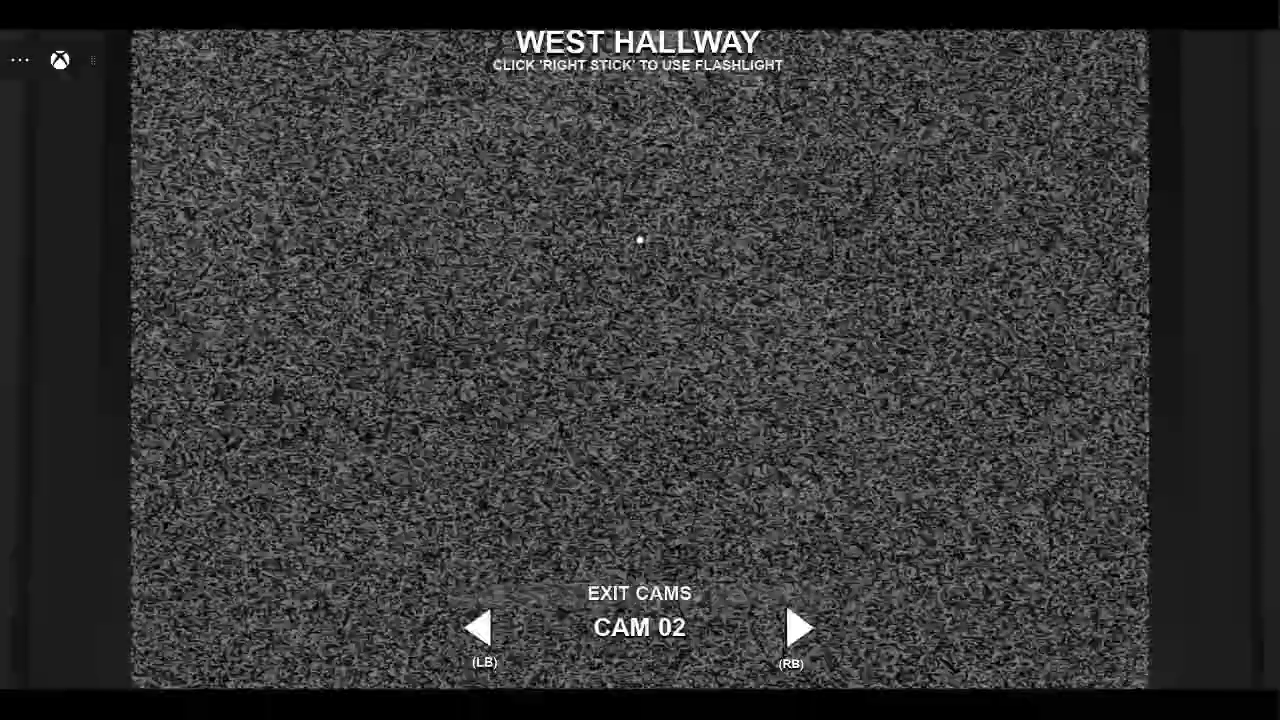 WEST HALLWAY
CLICK 'RIGHT STICK' TO USE FLASHLIGHT
EXIT CAMS
CAM 02
(LB)
(RB)